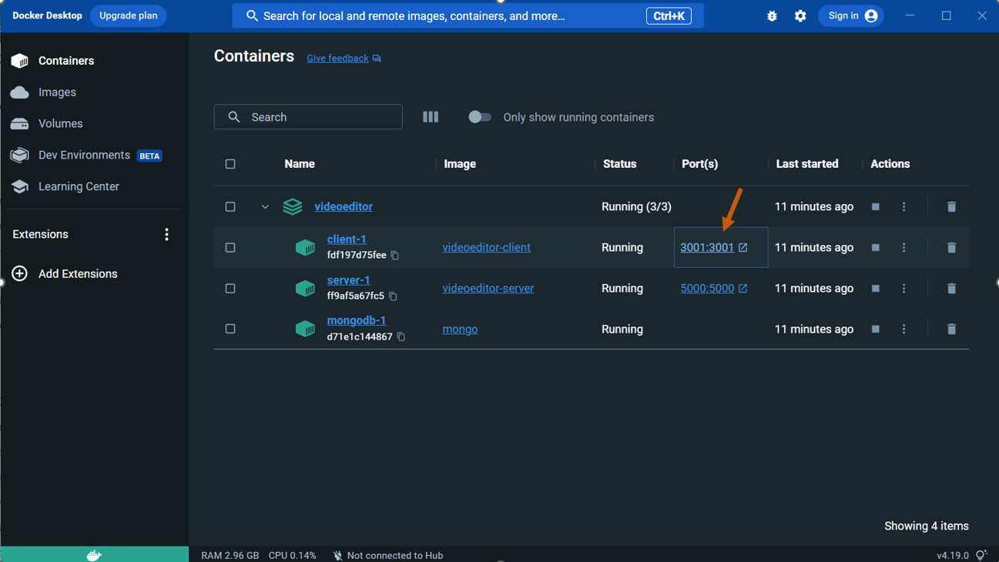 Docker Desktop Upgrade plan Search for local and remote images, containers, and more... Ctrl+K Sign in
Containers
Images
Volumes
Dev Environments BETA
Learning Center
Extensions
Add Extensions
Containers Give feedback
Search Only show running containers
Name Image Status Port(s) Last started Actions
videoeditor Running (3/3) 11 minutes ago
client-1
fdf197d75fee videoeditor-client Running 3001:3001 11 minutes ago
server-1
ff9af5a67fc5 videoeditor-server Running 5000:5000 11 minutes ago
mongodb-1
d71e1c144867 mongo Running 11 minutes ago
Showing 4 items
RAM 2.96 GB CPU 0.14% Not connected to Hub v4.19.0